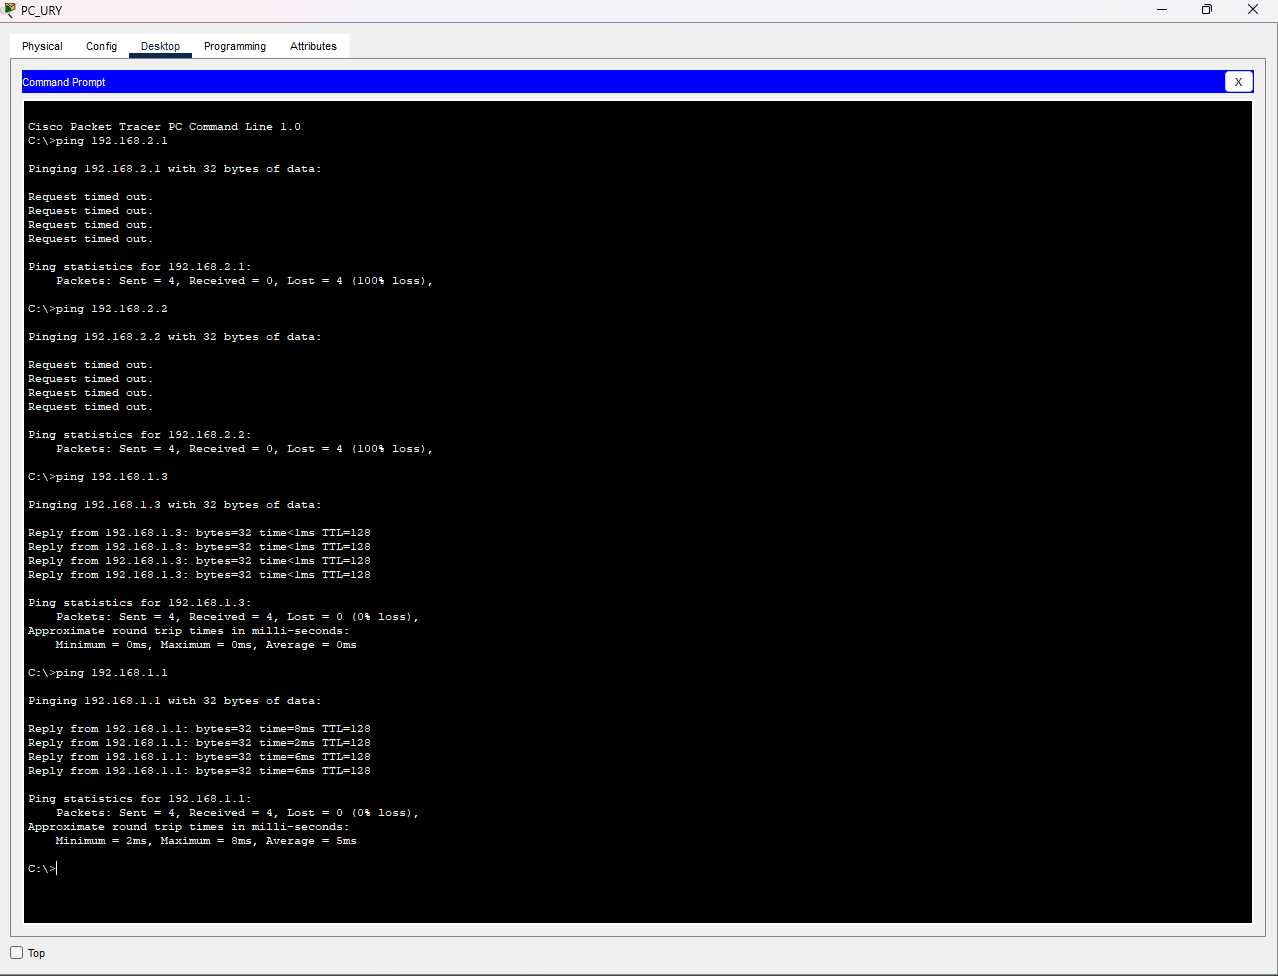 PC_URY
Physical Config Desktop Programming Attributes
Command Prompt X
Cisco Packet Tracer PC Command Line 1.0
C:\>ping 192.168.2.1
Pinging 192.168.2.1 with 32 bytes of data:
Request timed out.
Request timed out.
Request timed out.
Request timed out.
Ping statistics for 192.168.2.1:
Packets: Sent = 4, Received = 0, Lost = 4 (100% loss),
C:\>ping 192.168.2.2
Pinging 192.168.2.2 with 32 bytes of data:
Request timed out.
Request timed out.
Request timed out.
Request timed out.
Ping statistics for 192.168.2.2:
Packets: Sent = 4, Received = 0, Lost = 4 (100% loss),
C:\>ping 192.168.1.3
Pinging 192.168.1.3 with 32 bytes of data:
Reply from 192.168.1.3: bytes=32 time<1ms TTL=128
Reply from 192.168.1.3: bytes=32 time<1ms TTL=128
Reply from 192.168.1.3: bytes=32 time<1ms TTL=128
Reply from 192.168.1.3: bytes=32 time<1ms TTL=128
Ping statistics for 192.168.1.3:
Packets: Sent = 4, Received = 4, Lost = 0 (0% loss),
Approximate round trip times in milli-seconds:
Minimum = 0ms, Maximum = 0ms, Average = 0ms
C:\>ping 192.168.1.1
Pinging 192.168.1.1 with 32 bytes of data:
Reply from 192.168.1.1: bytes=32 time=8ms TTL=128
Reply from 192.168.1.1: bytes=32 time=2ms TTL=128
Reply from 192.168.1.1: bytes=32 time=6ms TTL=128
Reply from 192.168.1.1: bytes=32 time=6ms TTL=128
Ping statistics for 192.168.1.1:
Packets: Sent = 4, Received = 4, Lost = 0 (0% loss),
Approximate round trip times in milli-seconds:
Minimum = 2ms, Maximum = 8ms, Average = 5ms
C:\>
Top